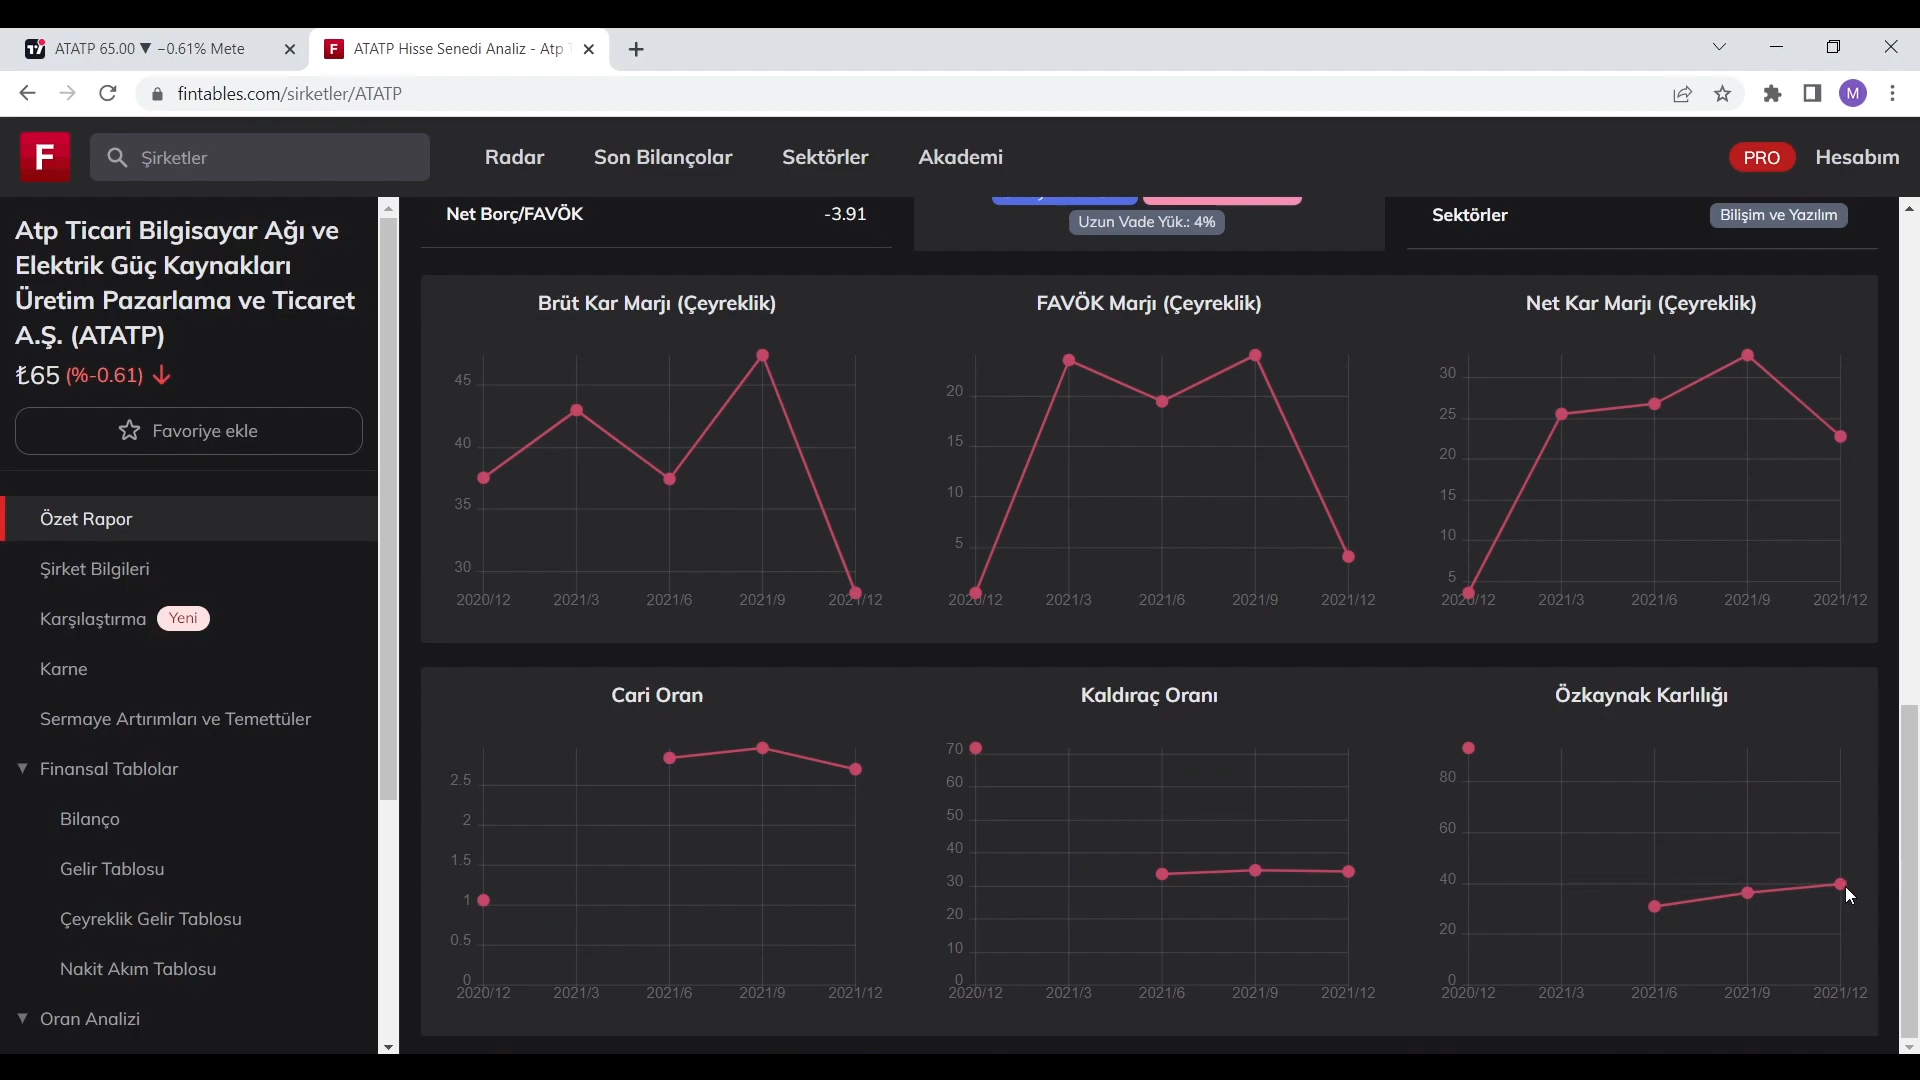 ATATP 65.00 ▼ −0.61% Mete
ATATP Hisse Senedi Analiz - Atp
fintables.com/sirketler/ATATP
M
F
Şirketler
Radar
Son Bilançolar
Sektörler
Akademi
PRO
Hesabım
Atp Ticari Bilgisayar Ağı ve
Elektrik Güç Kaynakları
Üretim Pazarlama ve Ticaret
A.Ş. (ATATP)
₺65 (%-0.61)
Favoriye ekle
Özet Rapor
Şirket Bilgileri
Karşılaştırma Yeni
Karne
Sermaye Artırımları ve Temettüler
Finansal Tablolar
Bilanço
Gelir Tablosu
Çeyreklik Gelir Tablosu
Nakit Akım Tablosu
Oran Analizi
Net Borç/FAVÖK -3.91
Uzun Vade Yük.: 4%
Sektörler Bilişim ve Yazılım
Brüt Kar Marjı (Çeyreklik)
45
40
35
30
2020/12 2021/3 2021/6 2021/9 2021/12
FAVÖK Marjı (Çeyreklik)
20
15
10
5
2020/12 2021/3 2021/6 2021/9 2021/12
Net Kar Marjı (Çeyreklik)
30
25
20
15
10
5
2020/12 2021/3 2021/6 2021/9 2021/12
Cari Oran
2.5
2
1.5
1
0.5
0
2020/12 2021/3 2021/6 2021/9 2021/12
Kaldıraç Oranı
70
60
50
40
30
20
10
0
2020/12 2021/3 2021/6 2021/9 2021/12
Özkaynak Karlılığı
80
60
40
20
0
2020/12 2021/3 2021/6 2021/9 2021/12